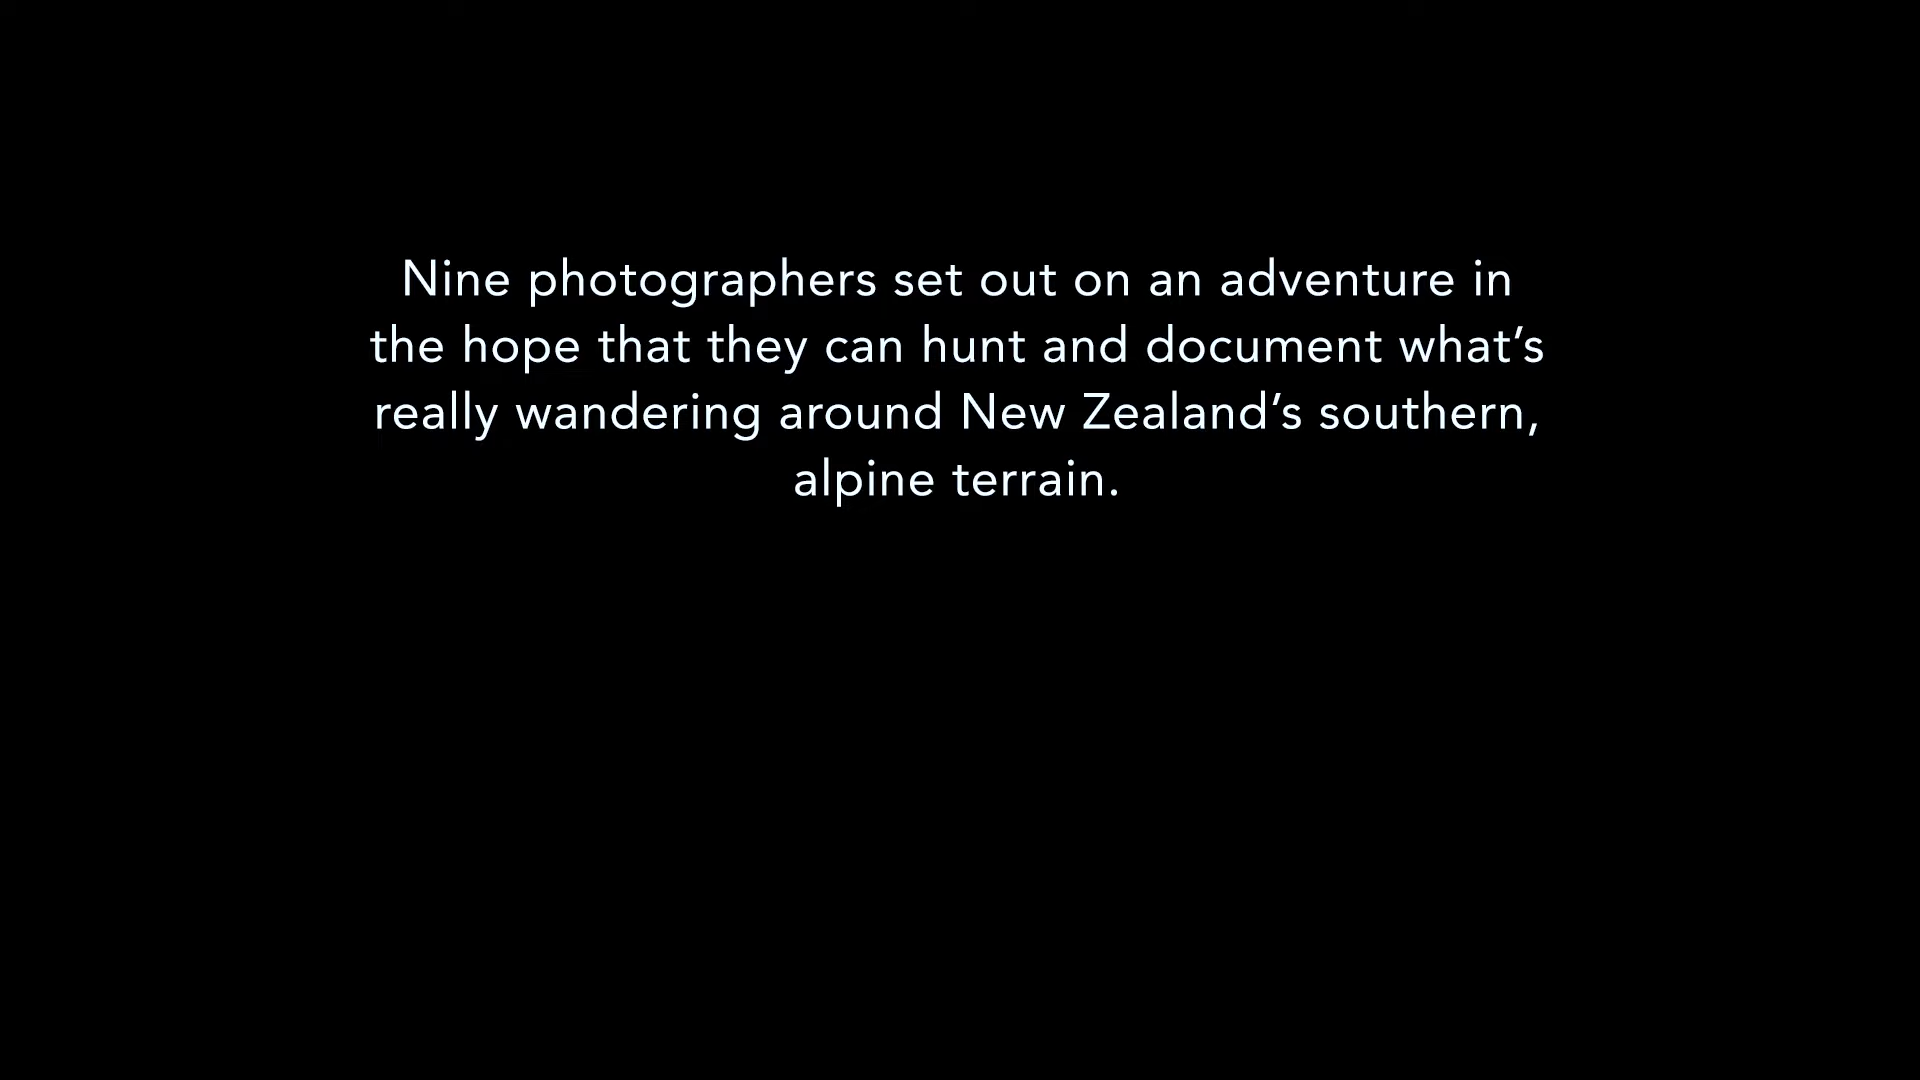 Nine photographers set out on an adventure in
the hope that they can hunt and document what’s
really wandering around New Zealand’s southern,
alpine terrain.